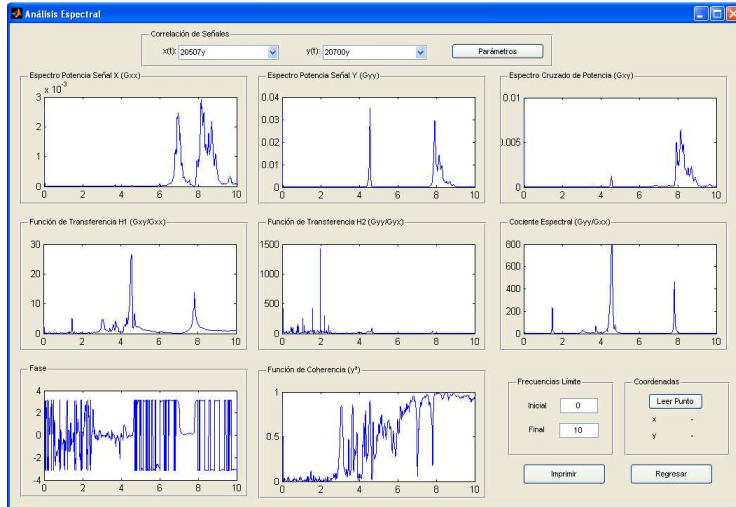 Análisis Espectral
Correlación de Señales
x(t): 20507y y(t): 20700y Parámetros
Espectro Potencia Señal X (Gxx)
x 10⁻³
3
2
1
0
0 2 4 6 8 10
Espectro Potencia Señal Y (Gyy)
0.04
0.03
0.02
0.01
0
0 2 4 6 8 10
Espectro Cruzado de Potencia (Gxy)
0.01
0.005
0
0 2 4 6 8 10
Función de Transferencia H1 (Gxy/Gxx)
30
20
10
0
0 2 4 6 8 10
Función de Transferencia H2 (Gyy/Gyx)
1500
1000
500
0
0 2 4 6 8 10
Cociente Espectral (Gyy/Gxx)
800
600
400
200
0
0 2 4 6 8 10
Fase
4
2
0
-2
-4
0 2 4 6 8 10
Función de Coherencia (γ²)
1
0.5
0
0 2 4 6 8 10
Frecuencias Límite
Inicial 0
Final 10
Coordenadas
Leer Punto
x -
y -
Imprimir
Regresar